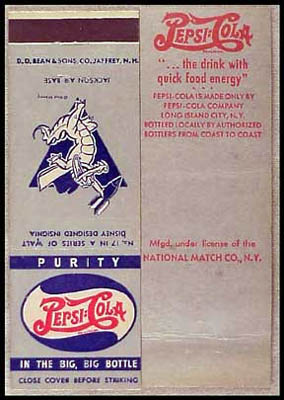 D.D. BEAN & SONS, CO., JAFFREY, N.H.
JACKSON AIR BASE
No. 17 IN A SERIES OF WALT
DISNEY DESIGNED INSIGNIA
PURITY
PEPSI-COLA
IN THE BIG, BIG BOTTLE
CLOSE COVER BEFORE STRIKING
PEPSI-COLA
"... the drink with
quick food energy"
PEPSI-COLA IS MADE ONLY BY
PEPSI-COLA COMPANY
LONG ISLAND CITY, N.Y.
BOTTLED LOCALLY BY AUTHORIZED
BOTTLERS FROM COAST TO COAST
Mfgd. under license of the
NATIONAL MATCH CO., N.Y.